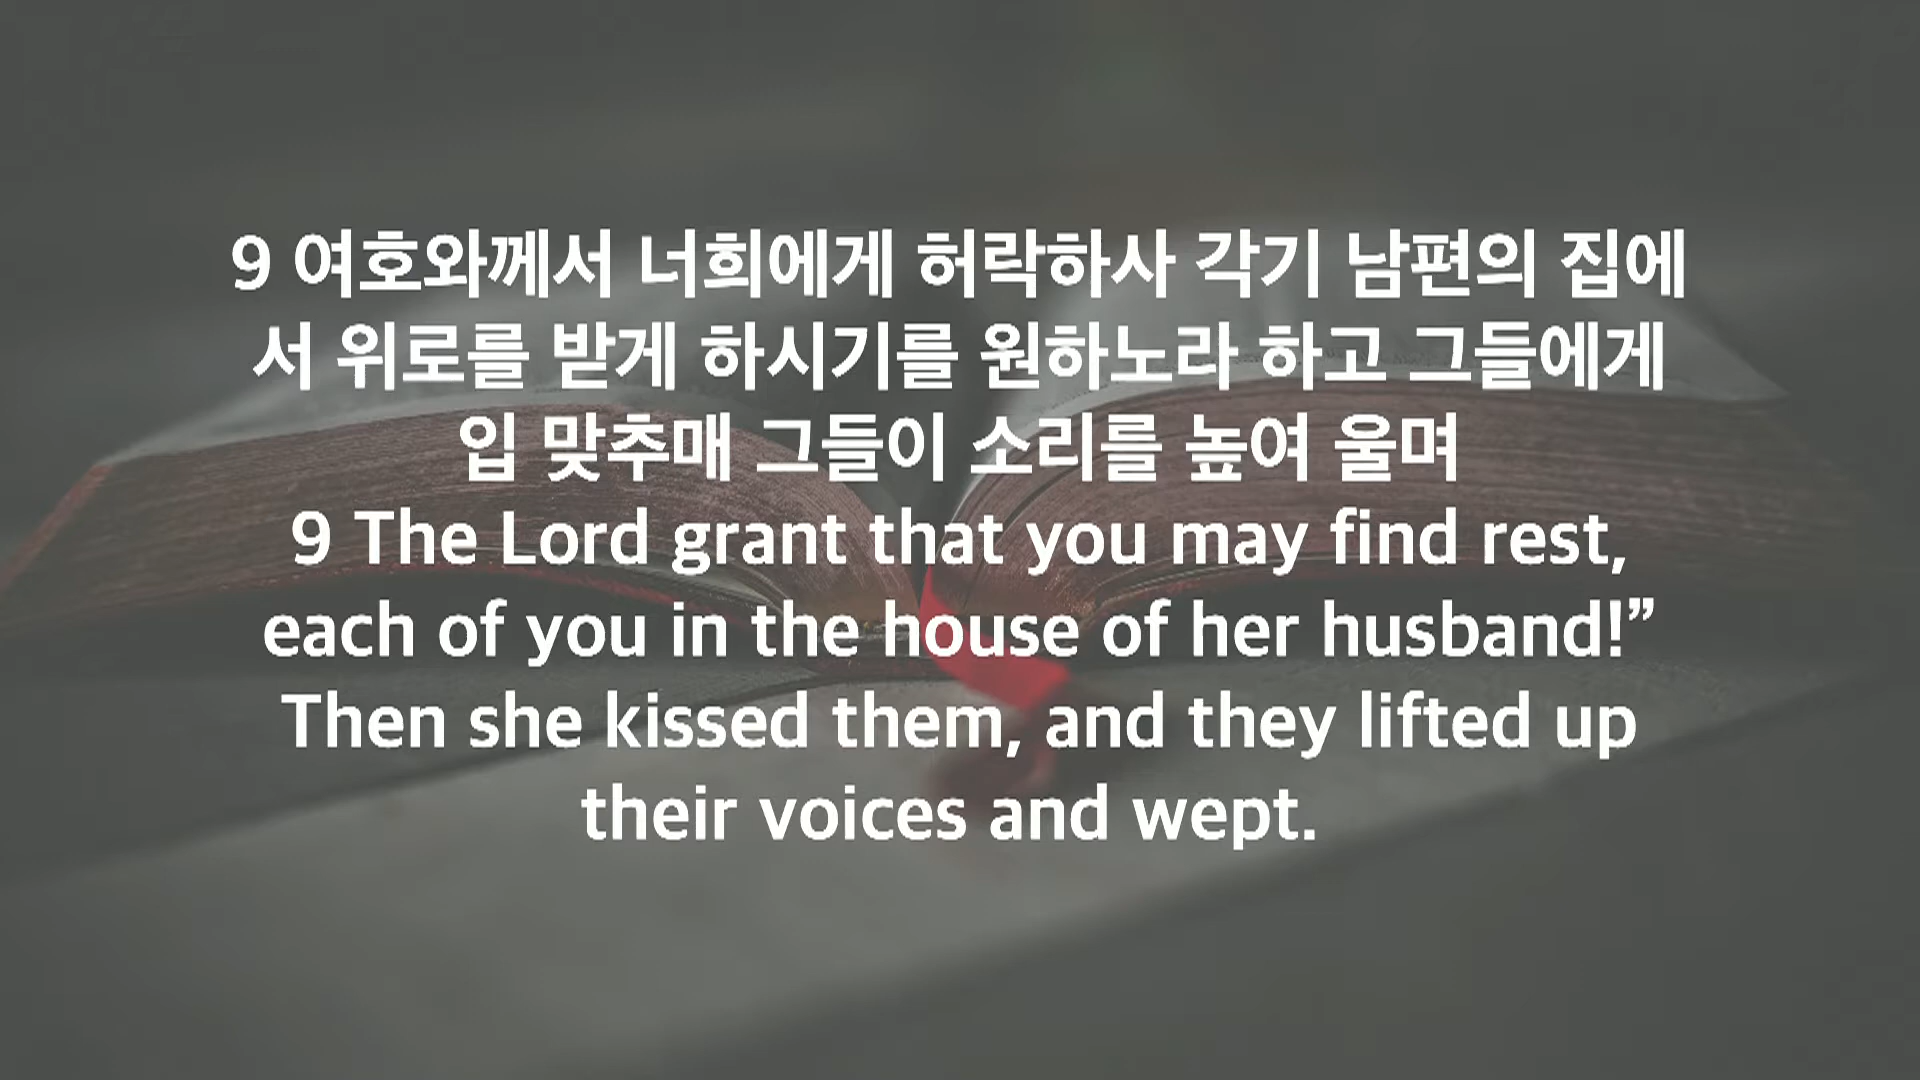 9 여호와께서 너희에게 허락하사 각기 남편의 집에
서 위로를 받게 하시기를 원하노라 하고 그들에게
입 맞추매 그들이 소리를 높여 울며
9 The Lord grant that you may find rest,
each of you in the house of her husband!”
Then she kissed them, and they lifted up
their voices and wept.